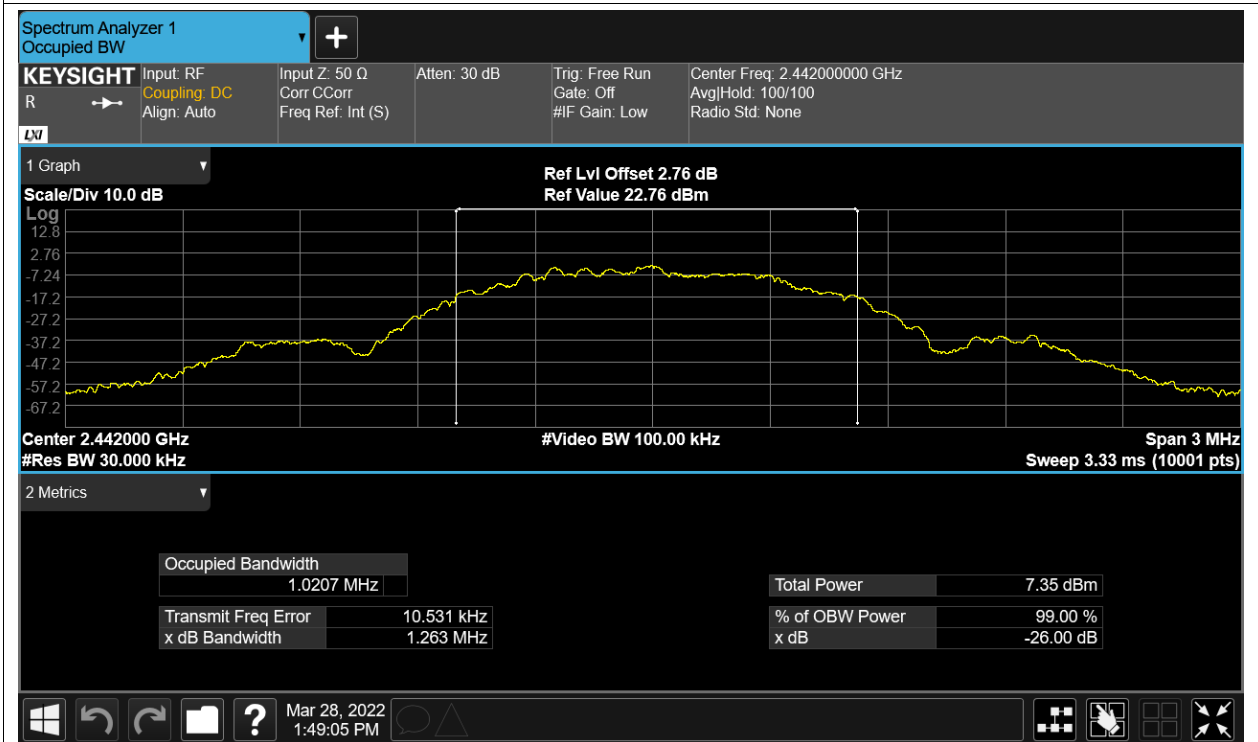 Spectrum Analyzer 1
Occupied BW
KEYSIGHT
R
LXI
Input: RF
Coupling: DC
Align: Auto
Input Z: 50 Ω
Corr CCorr
Freq Ref: Int (S)
Atten: 30 dB
Trig: Free Run
Gate: Off
#IF Gain: Low
Center Freq: 2.442000000 GHz
Avg|Hold: 100/100
Radio Std: None
1 Graph
Scale/Div 10.0 dB
Ref Lvl Offset 2.76 dB
Ref Value 22.76 dBm
Log
12.8
2.76
-7.24
-17.2
-27.2
-37.2
-47.2
-57.2
-67.2
Center 2.442000 GHz
#Res BW 30.000 kHz
#Video BW 100.00 kHz
Span 3 MHz
Sweep 3.33 ms (10001 pts)
2 Metrics
Occupied Bandwidth
1.0207 MHz
Transmit Freq Error 10.531 kHz
x dB Bandwidth 1.263 MHz
Total Power 7.35 dBm
% of OBW Power 99.00 %
x dB -26.00 dB
?
Mar 28, 2022
1:49:05 PM